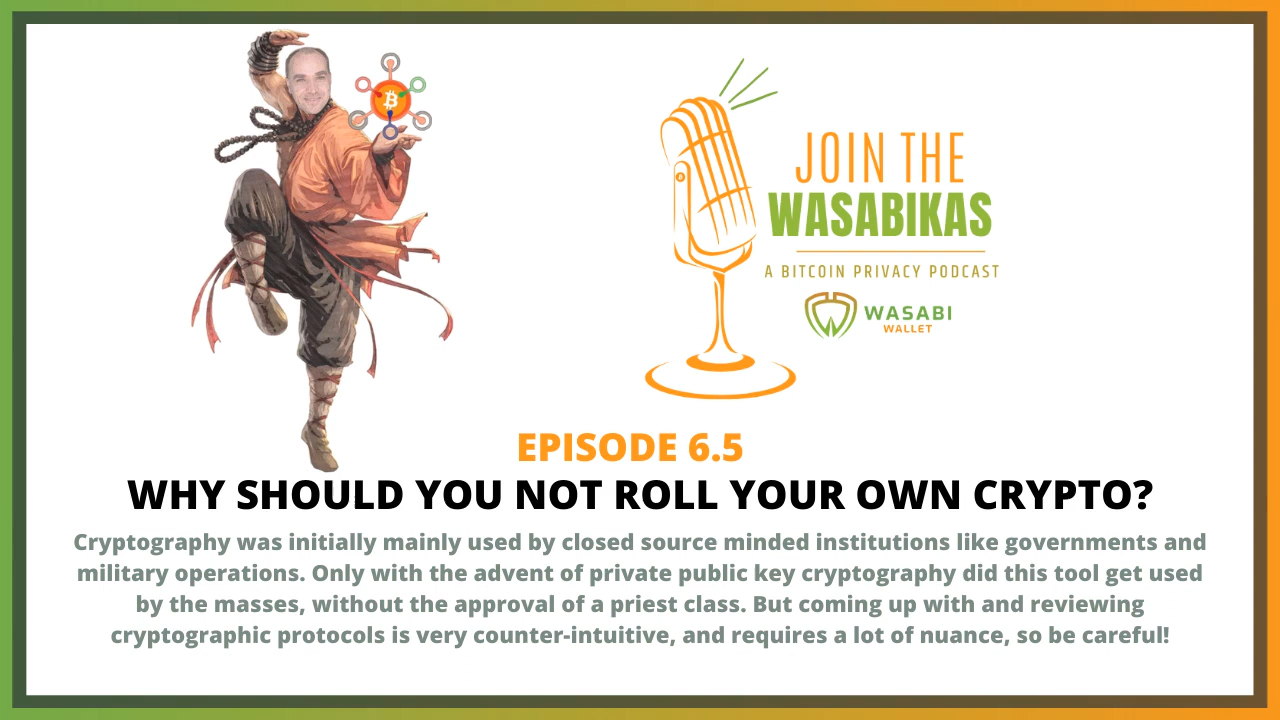 JOIN THE
WASABIKAS
A BITCOIN PRIVACY PODCAST
WASABI
WALLET
EPISODE 6.5
WHY SHOULD YOU NOT ROLL YOUR OWN CRYPTO?
Cryptography was initially mainly used by closed source minded institutions like governments and
military operations. Only with the advent of private public key cryptography did this tool get used
by the masses, without the approval of a priest class. But coming up with and reviewing
cryptographic protocols is very counter-intuitive, and requires a lot of nuance, so be careful!